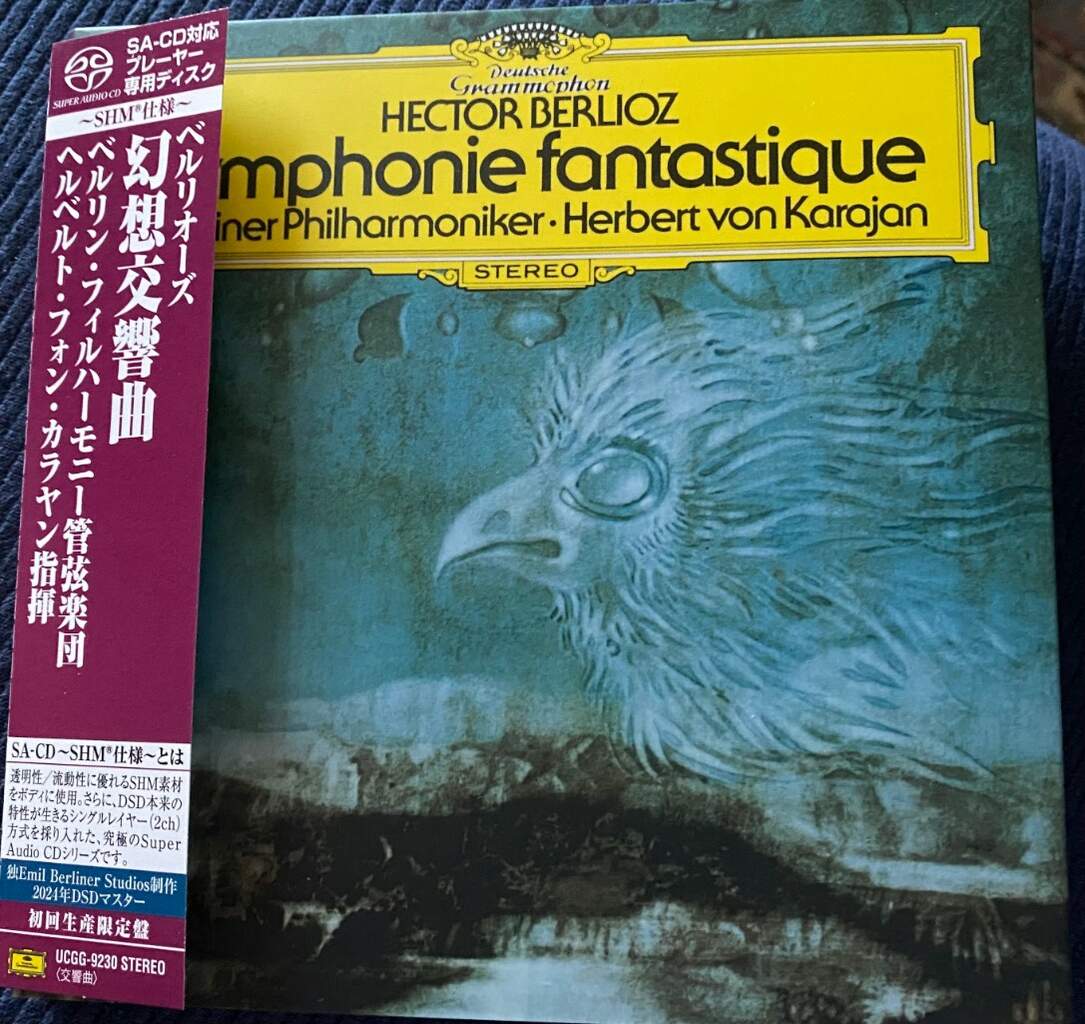 SUPER AUDIO CD
SA-CD対応
プレーヤー
専用ディスク
～SHM®仕様～
ベルリオーズ
幻想交響曲
ベルリン・フィルハーモニー管弦楽団
ヘルベルト・フォン・カラヤン指揮
SA-CD～SHM®仕様～とは
透明性/流動性に優れるSHM素材
をボディに使用。さらに、DSD本来の
特性が生きるシングルレイヤー(2ch)
方式を採り入れた、究極のSuper
Audio CDシリーズです。
独Emil Berliner Studios制作
2024年DSDマスター
初回生産限定盤
UCGG-9230 STEREO
〈交響曲〉
Deutsche
Grammophon
HECTOR BERLIOZ
mphonie fantastique
iner Philharmoniker · Herbert von Karajan
STEREO